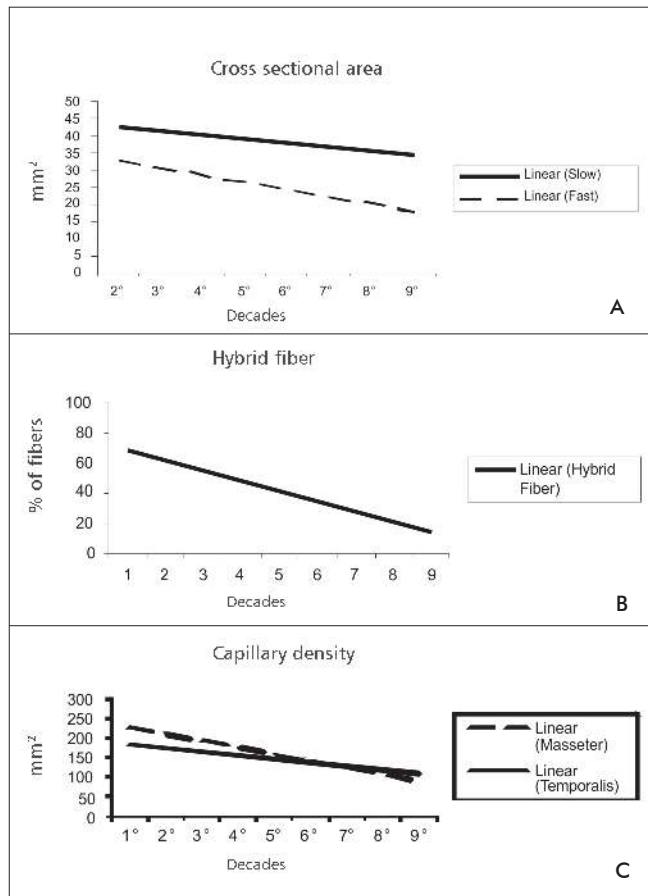 Cross sectional area
mm²
50
45
40
35
30
25
20
15
10
5
0
2° 3° 4° 5° 6° 7° 8° 9°
Decades
Linear (Slow)
Linear (Fast)
A
Hybrid fiber
% of fibers
100
80
60
40
20
0
1 2 3 4 5 6 7 8 9
Decades
Linear (Hybrid
Fiber)
B
Capillary density
mm²
300
250
200
150
100
50
0
1° 2° 3° 4° 5° 6° 7° 8° 9°
Decades
Linear
(Masseter)
Linear
(Temporalis)
C